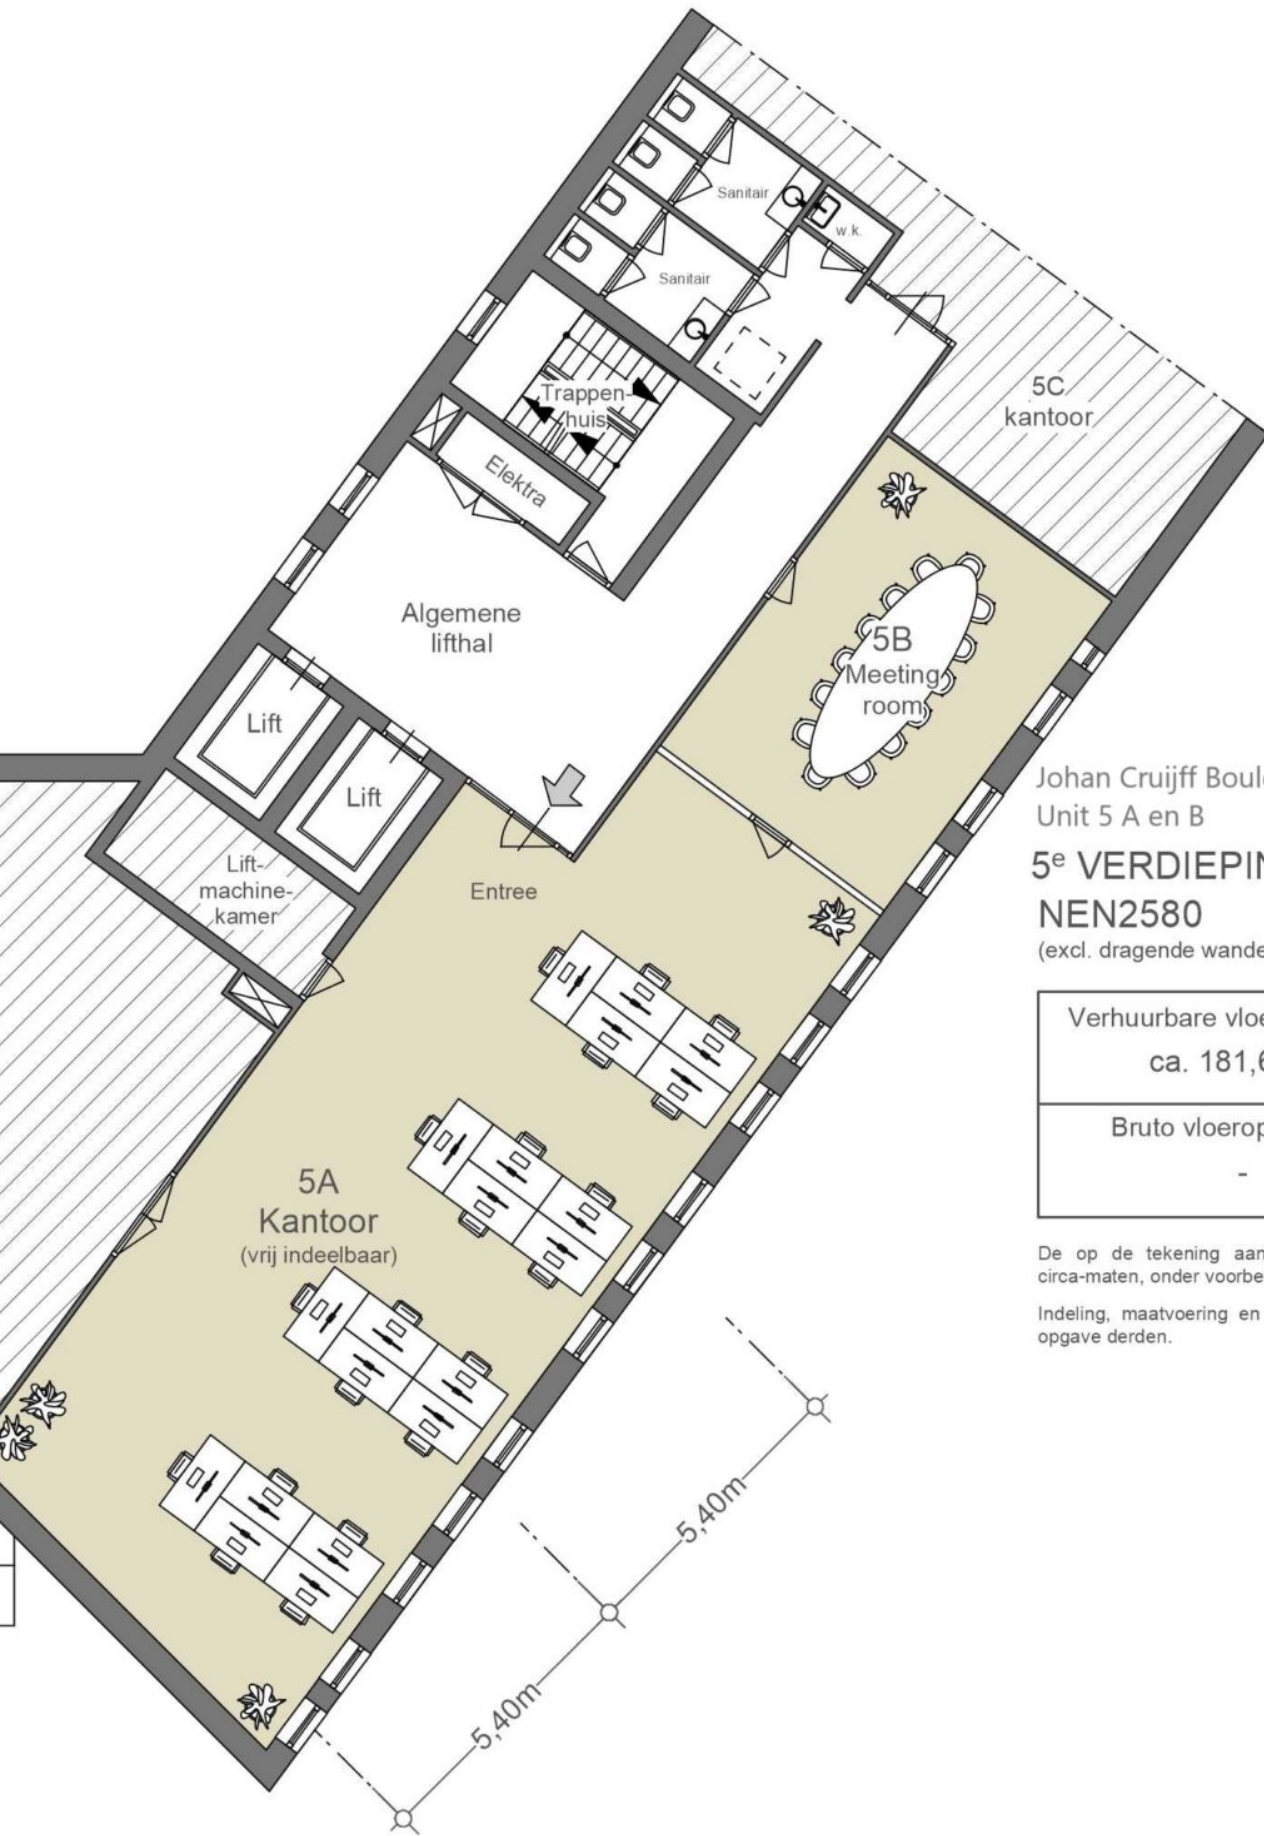 Sanitair
w.k.
Sanitair
5C
kantoor
Trappen-
huis
Elektra
Algemene
lifthal
5B
Meeting
room
Lift
Lift
Lift-
machine-
kamer
Entree
5A
Kantoor
(vrij indeelbaar)
5,40m
5,40m
Johan Cruijff Boul
Unit 5 A en B
5e VERDIEPIN
NEN2580
(excl. dragende wande
Verhuurbare vloe
ca. 181,6
Bruto vloerop
-
De op de tekening aan
circa-maten, onder voorbe
Indeling, maatvoering en
opgave derden.